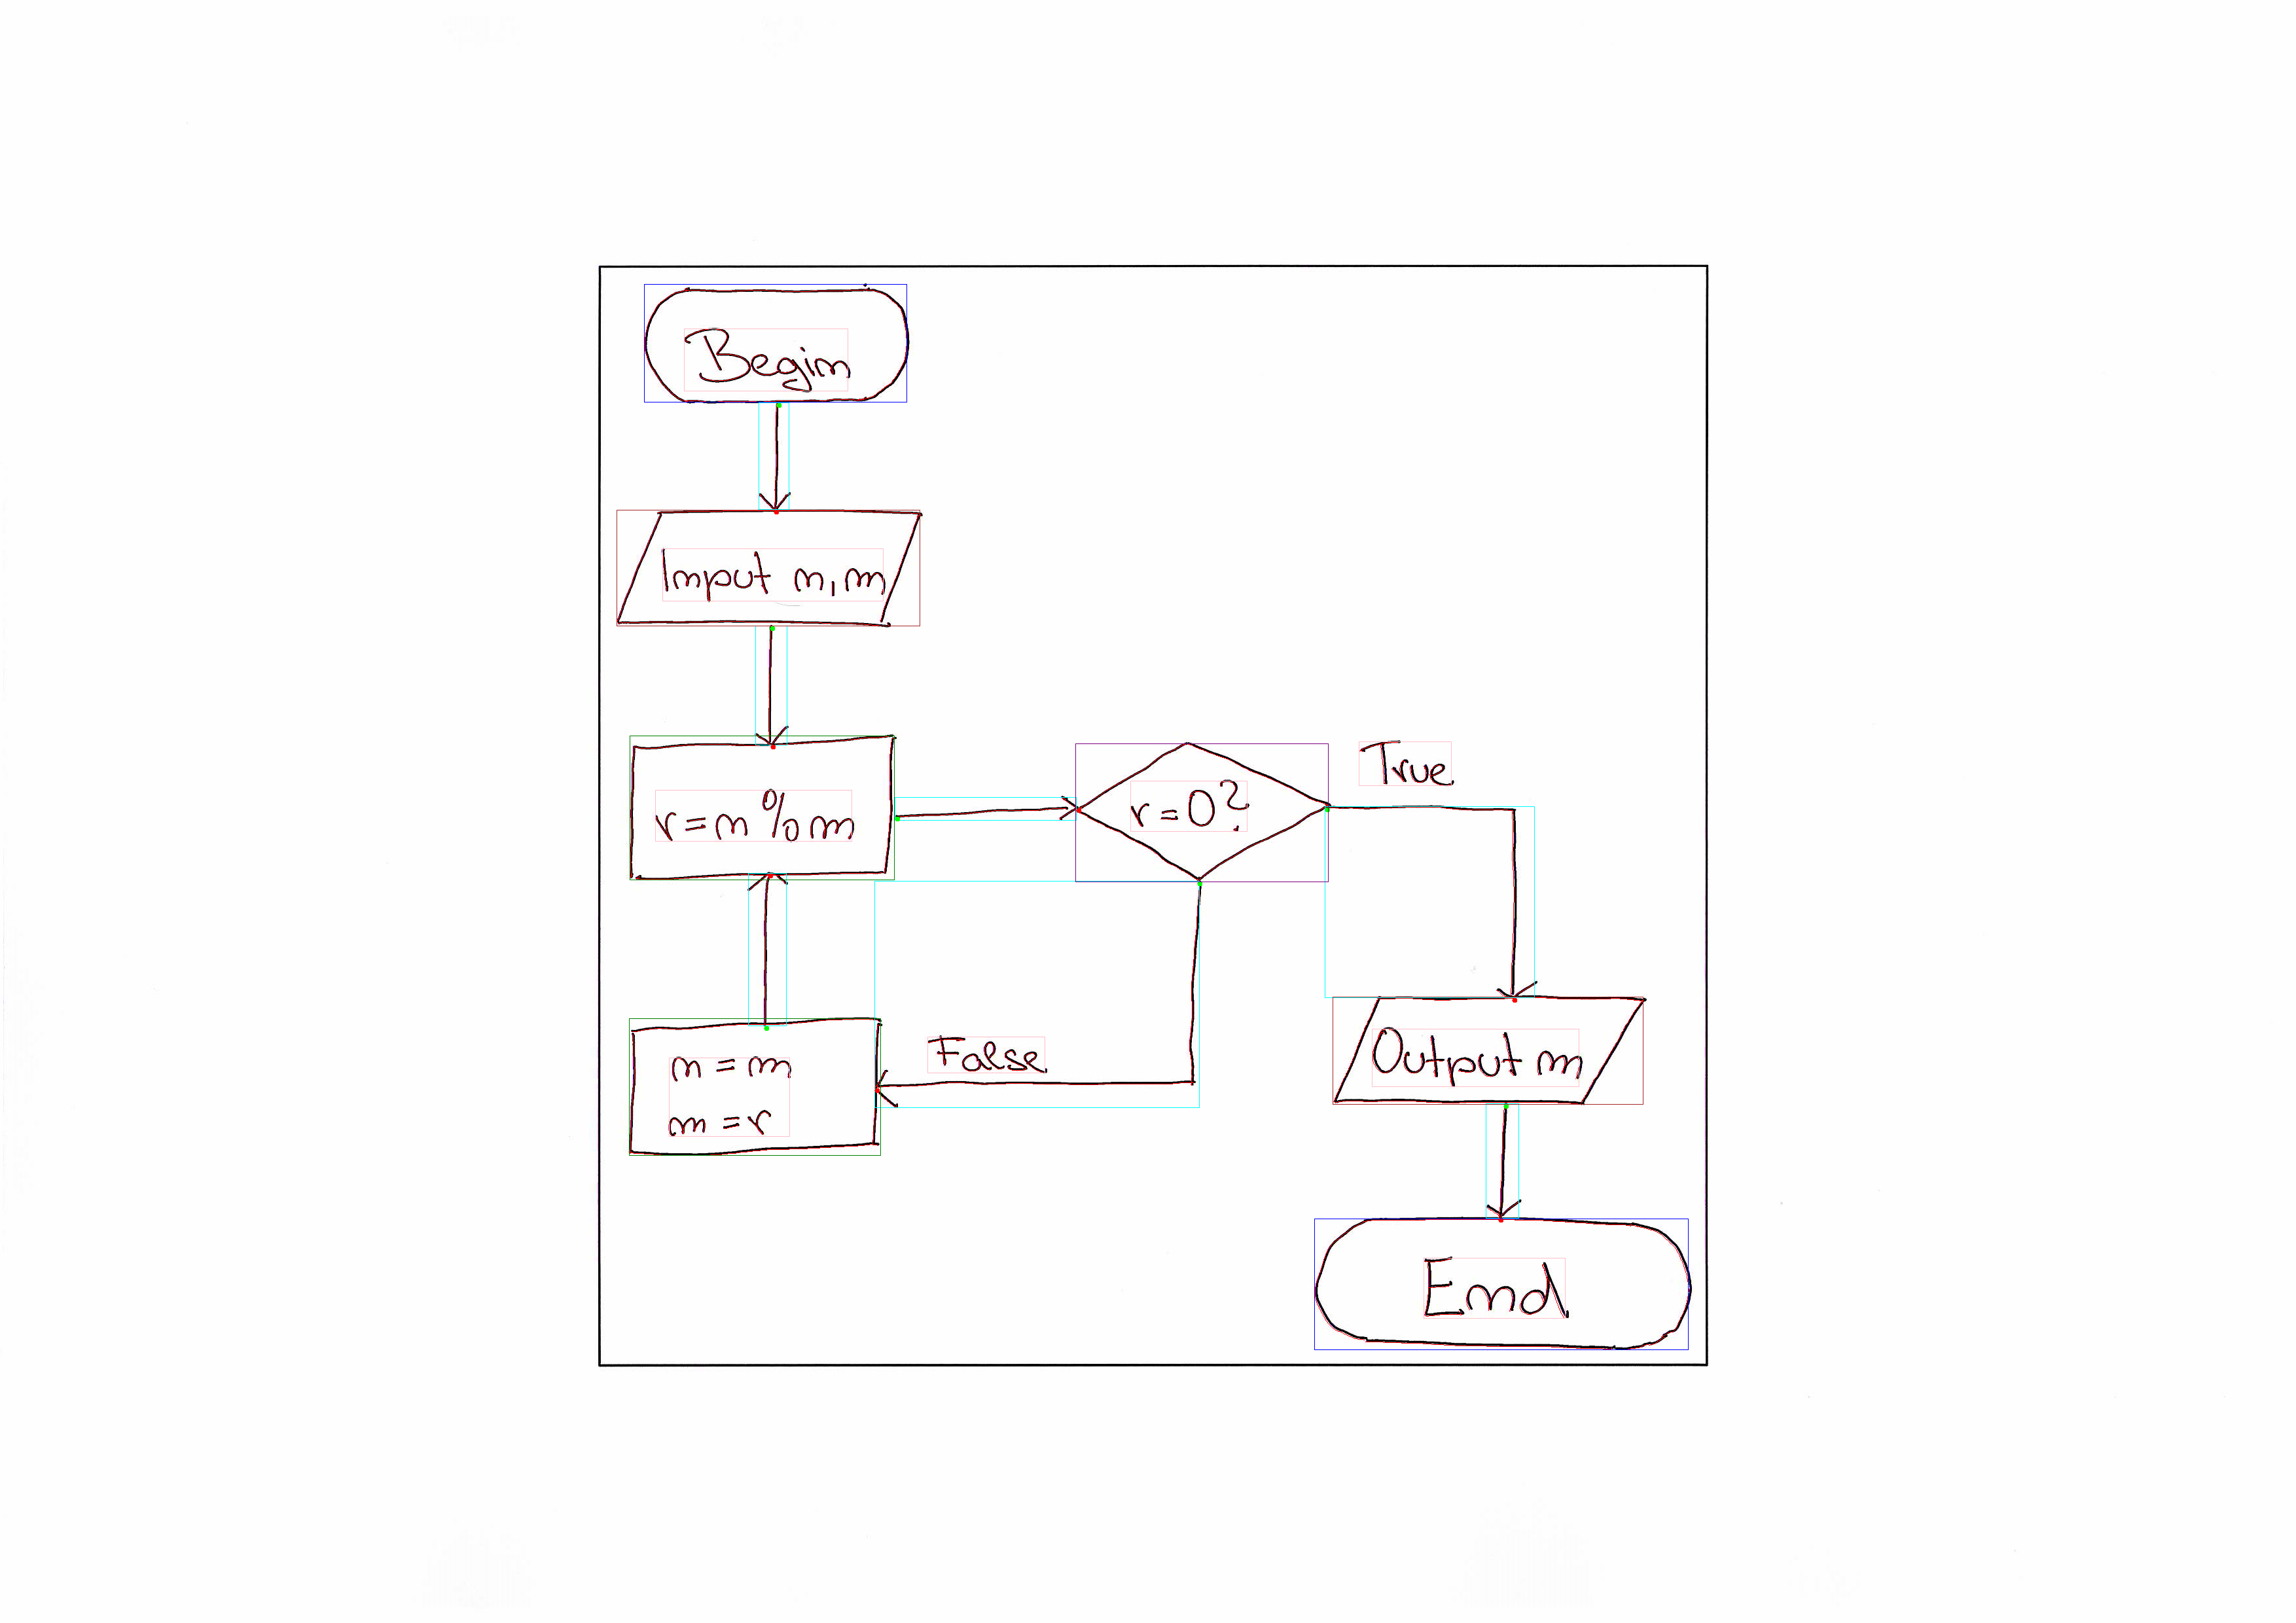 Begin
Input n,m
r=n%m
r=0?
True
False
n=m
m=r
Output m
End